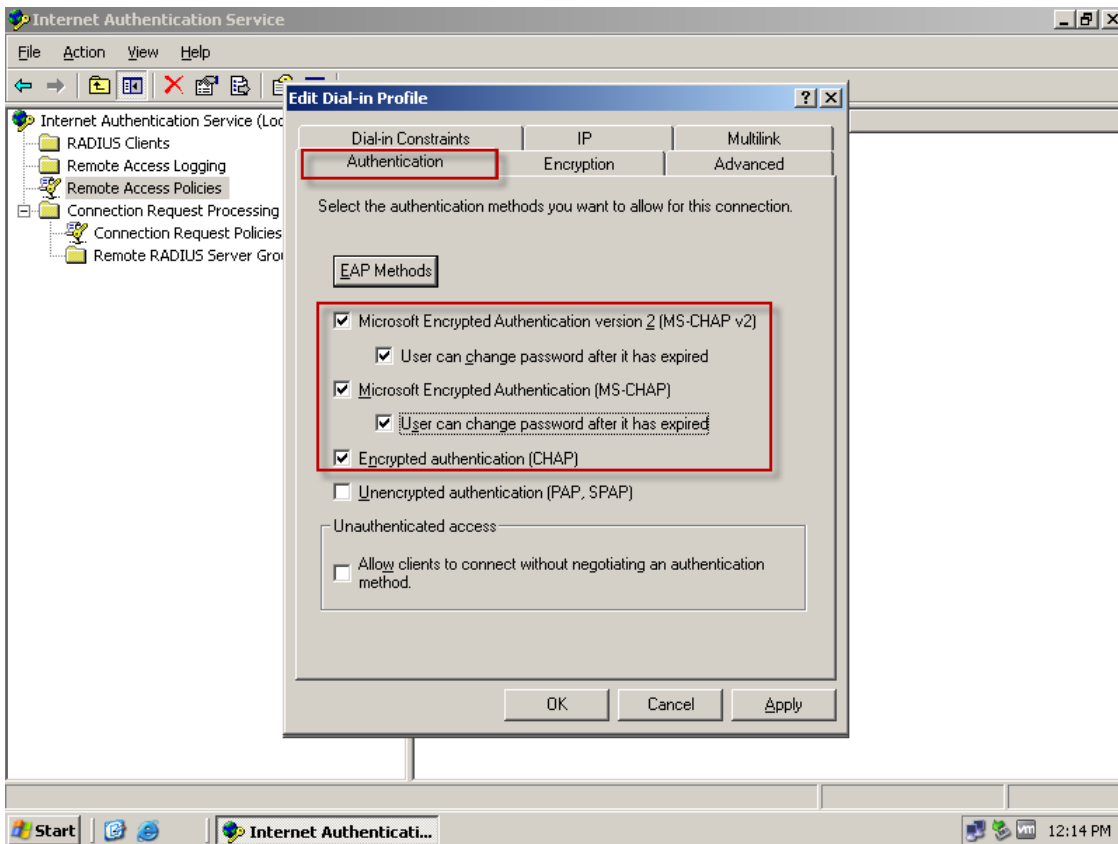 Internet Authentication Service
File Action View Help
Internet Authentication Service (Loc
RADIUS Clients
Remote Access Logging
Remote Access Policies
Connection Request Processing
Connection Request Policies
Remote RADIUS Server Grou
Edit Dial-in Profile
Dial-in Constraints IP Multilink
Authentication Encryption Advanced
Select the authentication methods you want to allow for this connection.
EAP Methods
Microsoft Encrypted Authentication version 2 (MS-CHAP v2)
User can change password after it has expired
Microsoft Encrypted Authentication (MS-CHAP)
User can change password after it has expired
Encrypted authentication (CHAP)
Unencrypted authentication (PAP, SPAP)
Unauthenticated access
Allow clients to connect without negotiating an authentication
method.
OK Cancel Apply
Start Internet Authenticati... vm 12:14 PM